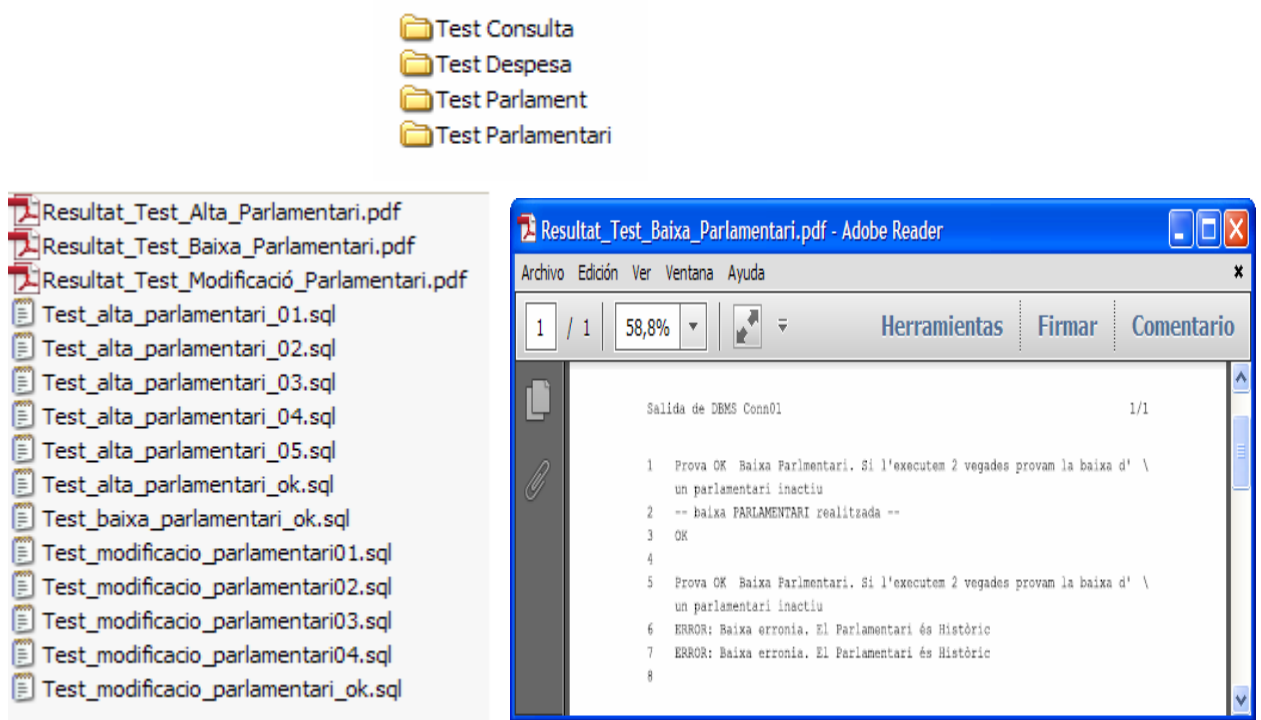 Test Consulta
Test Despesa
Test Parlament
Test Parlamentari
Resultat_Test_Alta_Parlamentari.pdf
Resultat_Test_Baixa_Parlamentari.pdf
Resultat_Test_Modificació_Parlamentari.pdf
Test_alta_parlamentari_01.sql
Test_alta_parlamentari_02.sql
Test_alta_parlamentari_03.sql
Test_alta_parlamentari_04.sql
Test_alta_parlamentari_05.sql
Test_alta_parlamentari_ok.sql
Test_baixa_parlamentari_ok.sql
Test_modificacio_parlamentari01.sql
Test_modificacio_parlamentari02.sql
Test_modificacio_parlamentari03.sql
Test_modificacio_parlamentari04.sql
Test_modificacio_parlamentari_ok.sql
Resultat_Test_Baixa_Parlamentari.pdf - Adobe Reader
Archivo Edición Ver Ventana Ayuda
1 / 1 58,8% Herramientas Firmar Comentario
Salida de DBMS Conn01 1/1
1 Prova OK Baixa Parlmentari. Si l'executem 2 vegades provam la baixa d' \
un parlamentari inactiu
2 -- baixa PARLAMENTARI realitzada --
3 OK
4
5 Prova OK Baixa Parlmentari. Si l'executem 2 vegades provam la baixa d' \
un parlamentari inactiu
6 ERROR: Baixa erronia. El Parlamentari és Històric
7 ERROR: Baixa erronia. El Parlamentari és Històric
8